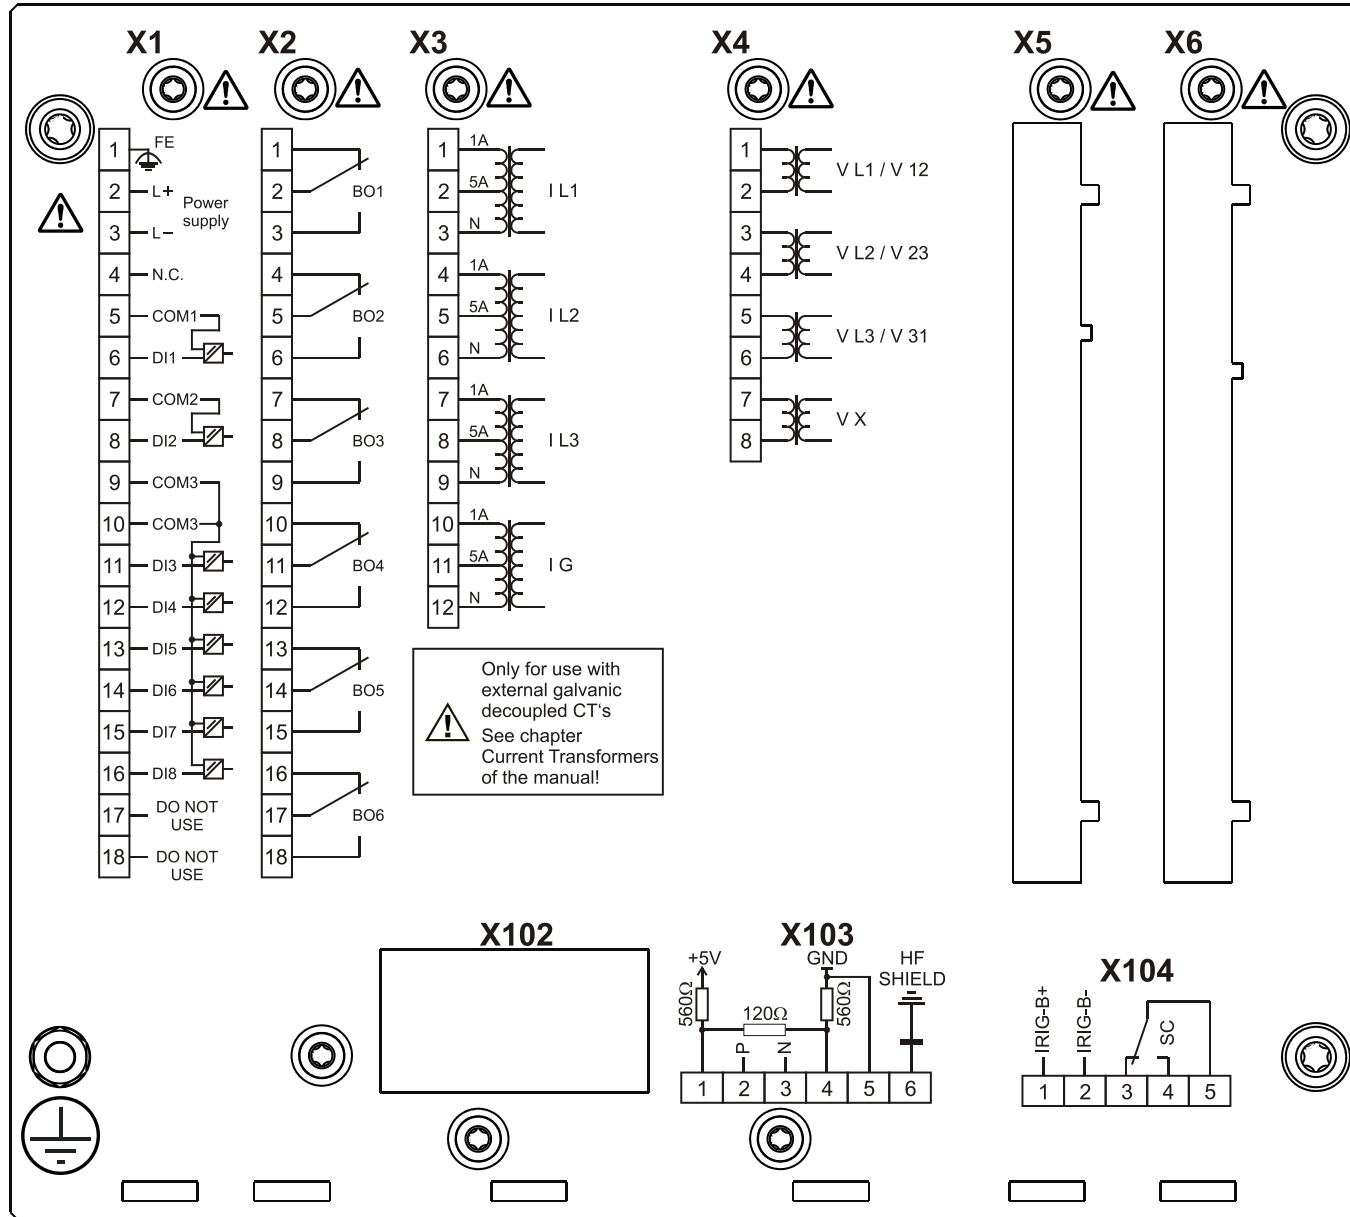 X1
X2
X3
X4
X5
X6
1
FE
2
L+
Power
supply
3
L–
4
N.C.
5
COM1
6
DI1
7
COM2
8
DI2
9
COM3
10
COM3
11
DI3
12
DI4
13
DI5
14
DI6
15
DI7
16
DI8
17
DO NOT
USE
18
DO NOT
USE
1
2
BO1
3
4
5
BO2
6
7
8
BO3
9
10
11
BO4
12
13
14
BO5
15
16
17
BO6
18
1
1A
2
5A
I L1
3
N
4
1A
5
5A
I L2
6
N
7
1A
8
5A
I L3
9
N
10
1A
11
5A
I G
12
N
Only for use with
external galvanic
decoupled CT‘s
See chapter
Current Transformers
of the manual!
1
V L1 / V 12
2
3
V L2 / V 23
4
5
V L3 / V 31
6
7
V X
8
X102
X103
+5V
GND
HF
SHIELD
560Ω
120Ω
560Ω
P
N
1
2
3
4
5
6
X104
IRIG-B+
IRIG-B-
SC
1
2
3
4
5